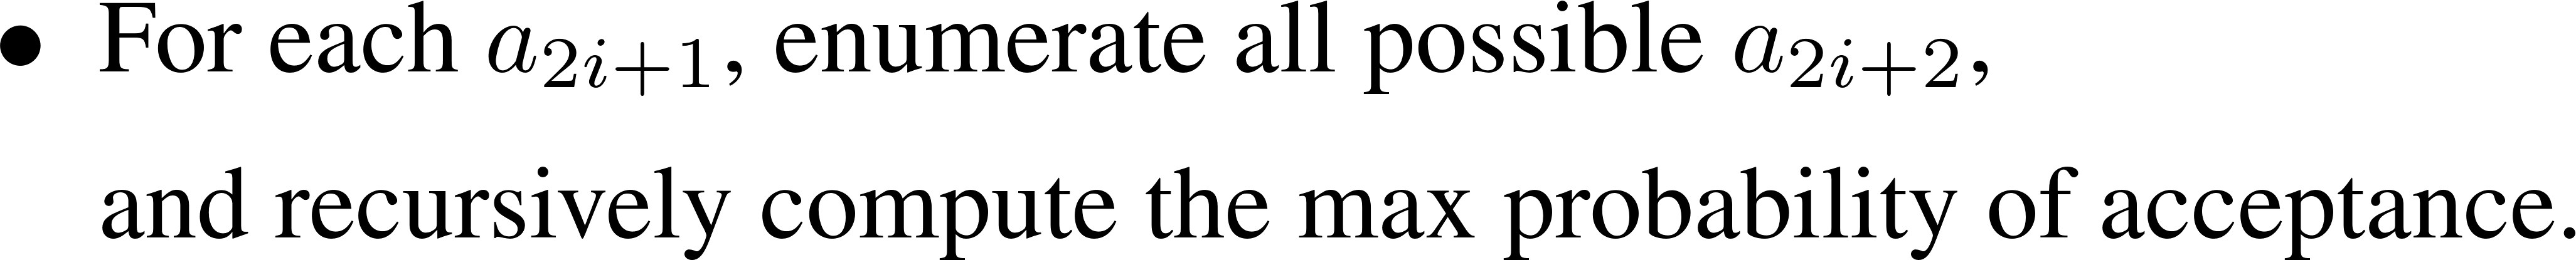 • For each $a_{2i+1}$, enumerate all possible $a_{2i+2}$,
and recursively compute the max probability of acceptance.